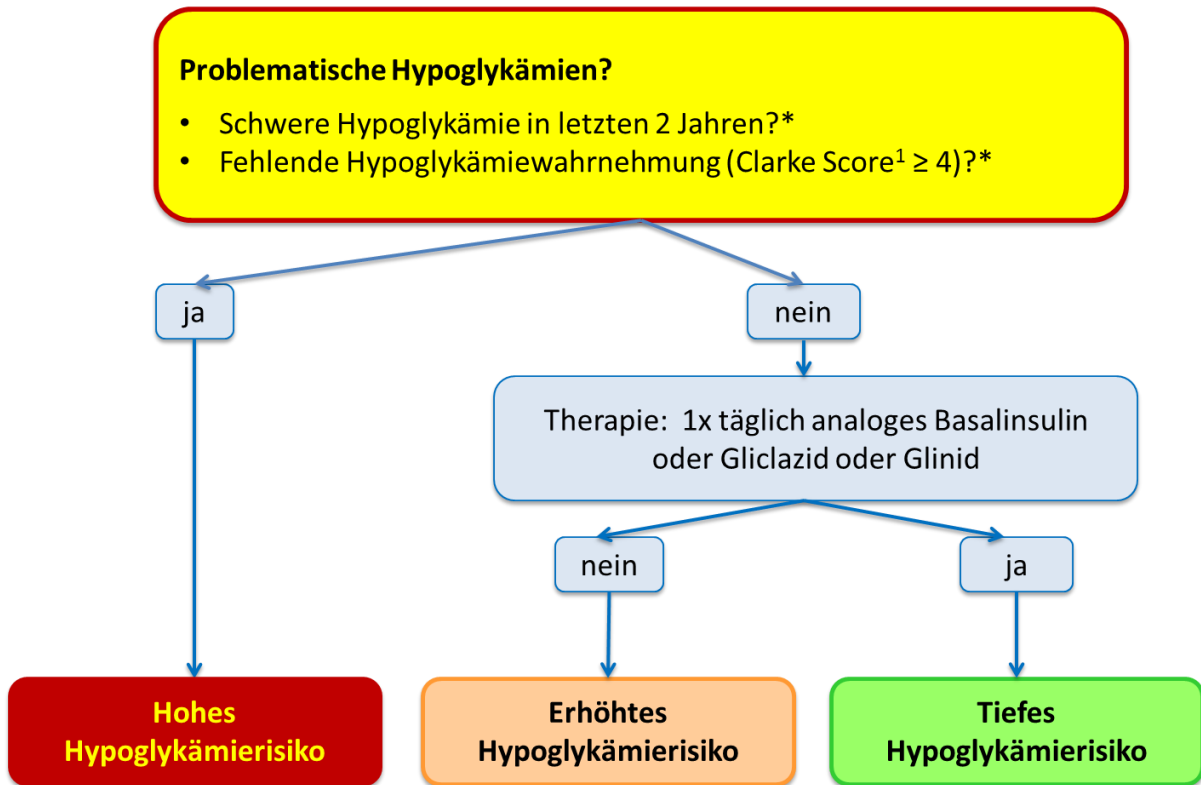 Problematische Hypoglykämien?
• Schwere Hypoglykämie in letzten 2 Jahren?*
• Fehlende Hypoglykämiewahrnehmung (Clarke Score¹ ≥ 4)?*
ja
nein
Therapie: 1x täglich analoges Basalinsulin
oder Gliclazid oder Glinid
nein
ja
Hohes
Hypoglykämierisiko
Erhöhtes
Hypoglykämierisiko
Tiefes
Hypoglykämierisiko